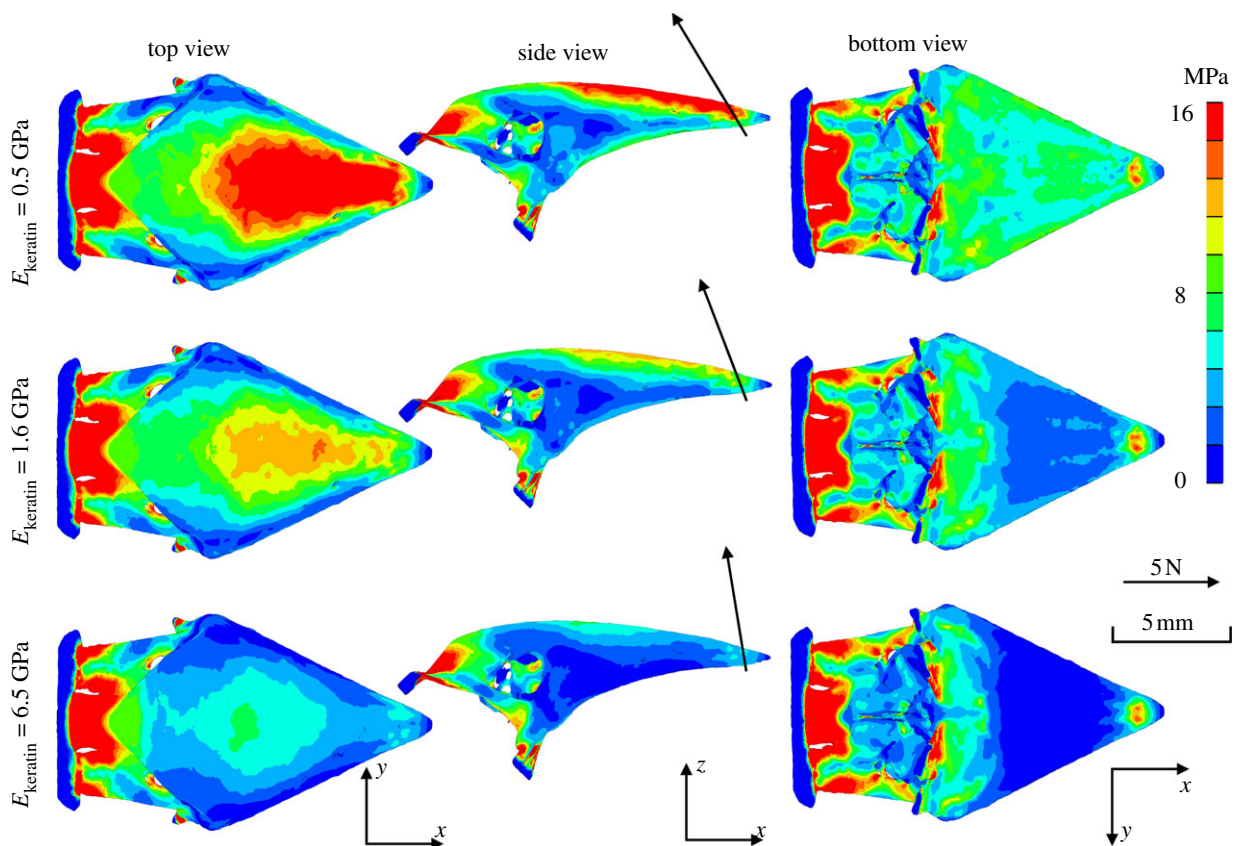 top view
side view
bottom view
MPa
16
8
0
E_keratin = 0.5 GPa
E_keratin = 1.6 GPa
E_keratin = 6.5 GPa
5 N
5 mm
y
x
z
x
x
y